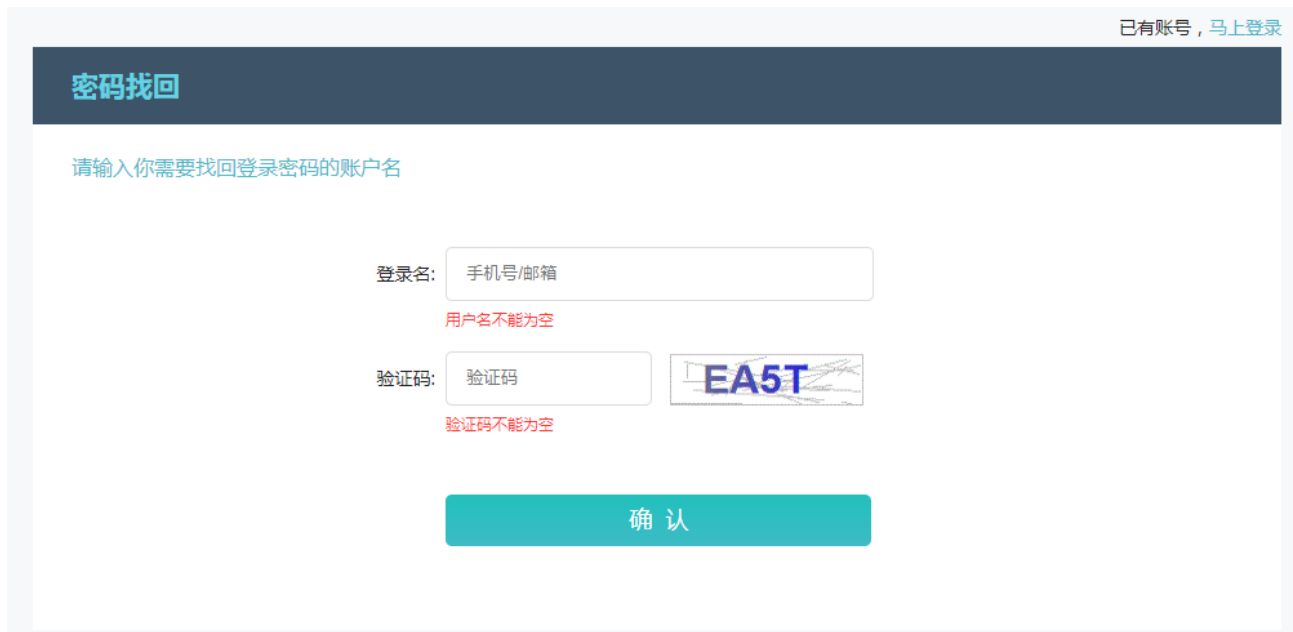 已有账号，马上登录
密码找回
请输入你需要找回登录密码的账户名
登录名: 手机号/邮箱
用户名不能为空
验证码: 验证码 EA5T
验证码不能为空
确 认